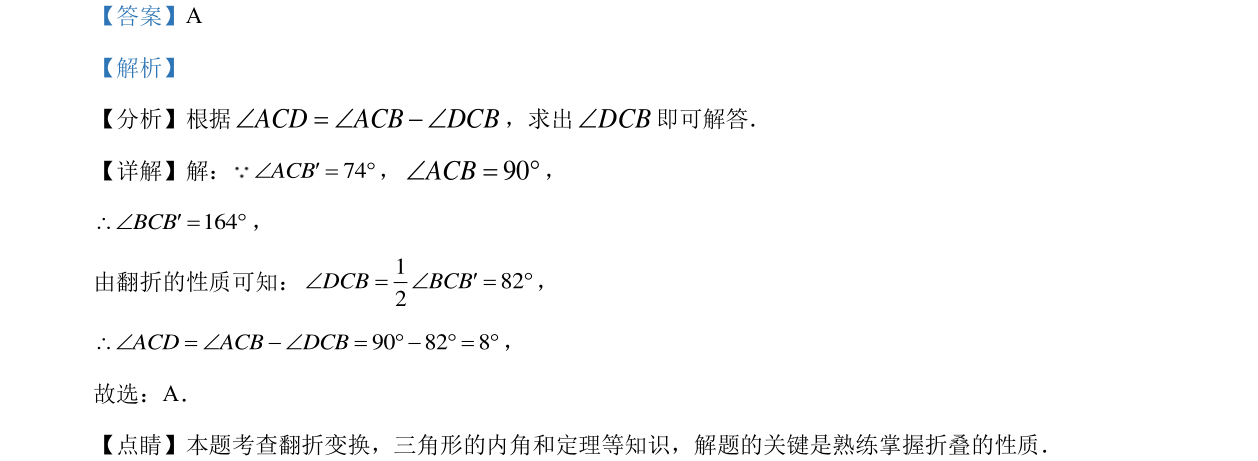 【答案】A
【解析】
【分析】根据∠ACD = ∠ACB − ∠DCB，求出∠DCB即可解答．
【详解】解：∵∠ACB′ = 74°，∠ACB = 90°，
∴∠BCB′ = 164°，
由翻折的性质可知：∠DCB = \frac{1}{2}∠BCB′ = 82°，
∴∠ACD = ∠ACB − ∠DCB = 90° − 82° = 8°，
故选：A．
【点睛】本题考查翻折变换，三角形的内角和定理等知识，解题的关键是熟练掌握折叠的性质．